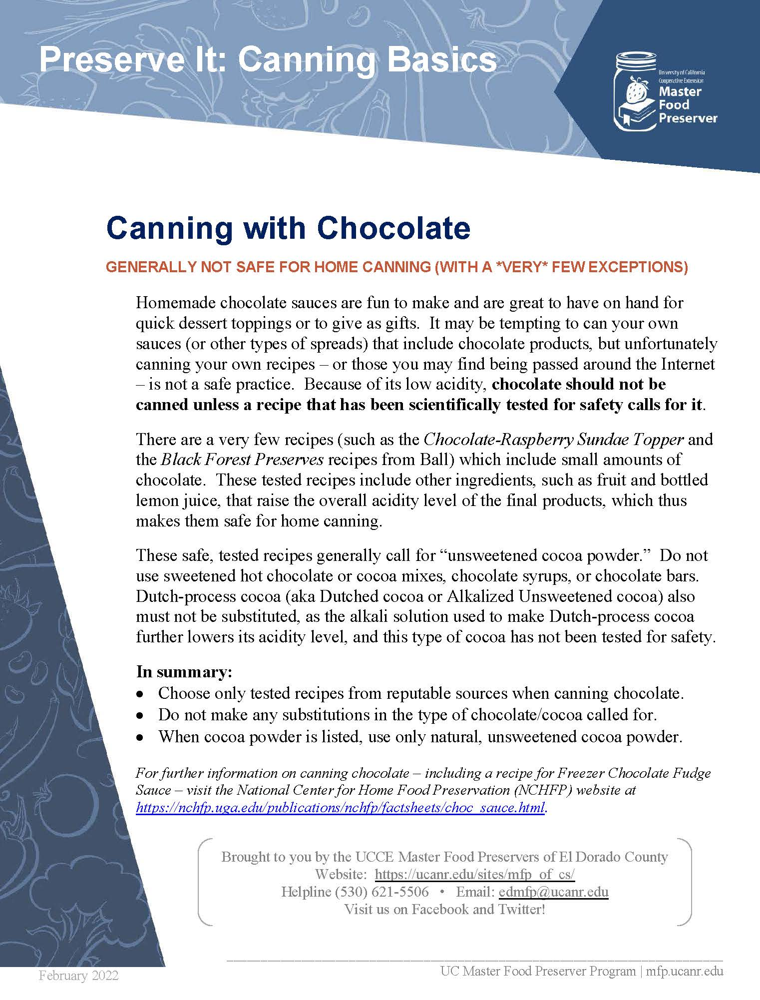 Preserve It: Canning Basics
University of California
Cooperative Extension
Master
Food
Preserver
Canning with Chocolate
GENERALLY NOT SAFE FOR HOME CANNING (WITH A *VERY* FEW EXCEPTIONS)
Homemade chocolate sauces are fun to make and are great to have on hand for
quick dessert toppings or to give as gifts.  It may be tempting to can your own
sauces (or other types of spreads) that include chocolate products, but unfortunately
canning your own recipes – or those you may find being passed around the Internet
– is not a safe practice.  Because of its low acidity, chocolate should not be
canned unless a recipe that has been scientifically tested for safety calls for it.
There are a very few recipes (such as the Chocolate-Raspberry Sundae Topper and
the Black Forest Preserves recipes from Ball) which include small amounts of
chocolate.  These tested recipes include other ingredients, such as fruit and bottled
lemon juice, that raise the overall acidity level of the final products, which thus
makes them safe for home canning.
These safe, tested recipes generally call for “unsweetened cocoa powder.”  Do not
use sweetened hot chocolate or cocoa mixes, chocolate syrups, or chocolate bars.
Dutch-process cocoa (aka Dutched cocoa or Alkalized Unsweetened cocoa) also
must not be substituted, as the alkali solution used to make Dutch-process cocoa
further lowers its acidity level, and this type of cocoa has not been tested for safety.
In summary:
• Choose only tested recipes from reputable sources when canning chocolate.
• Do not make any substitutions in the type of chocolate/cocoa called for.
• When cocoa powder is listed, use only natural, unsweetened cocoa powder.
For further information on canning chocolate – including a recipe for Freezer Chocolate Fudge
Sauce – visit the National Center for Home Food Preservation (NCHFP) website at
https://nchfp.uga.edu/publications/nchfp/factsheets/choc_sauce.html.
Brought to you by the UCCE Master Food Preservers of El Dorado County
Website:  https://ucanr.edu/sites/mfp_of_cs/
Helpline (530) 621-5506  •  Email: edmfp@ucanr.edu
Visit us on Facebook and Twitter!
February 2022
UC Master Food Preserver Program | mfp.ucanr.edu